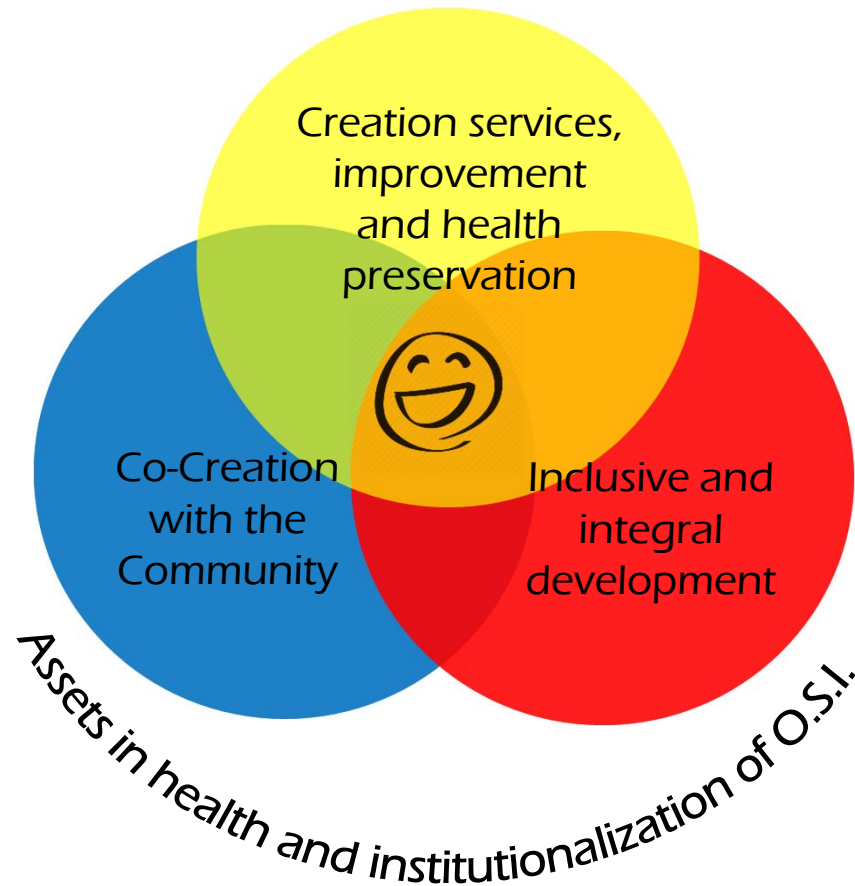 Creation services,
improvement
and health
preservation
Co-Creation
with the
Community
Inclusive and
integral
development
Assets in health and institutionalization of O.S.I.